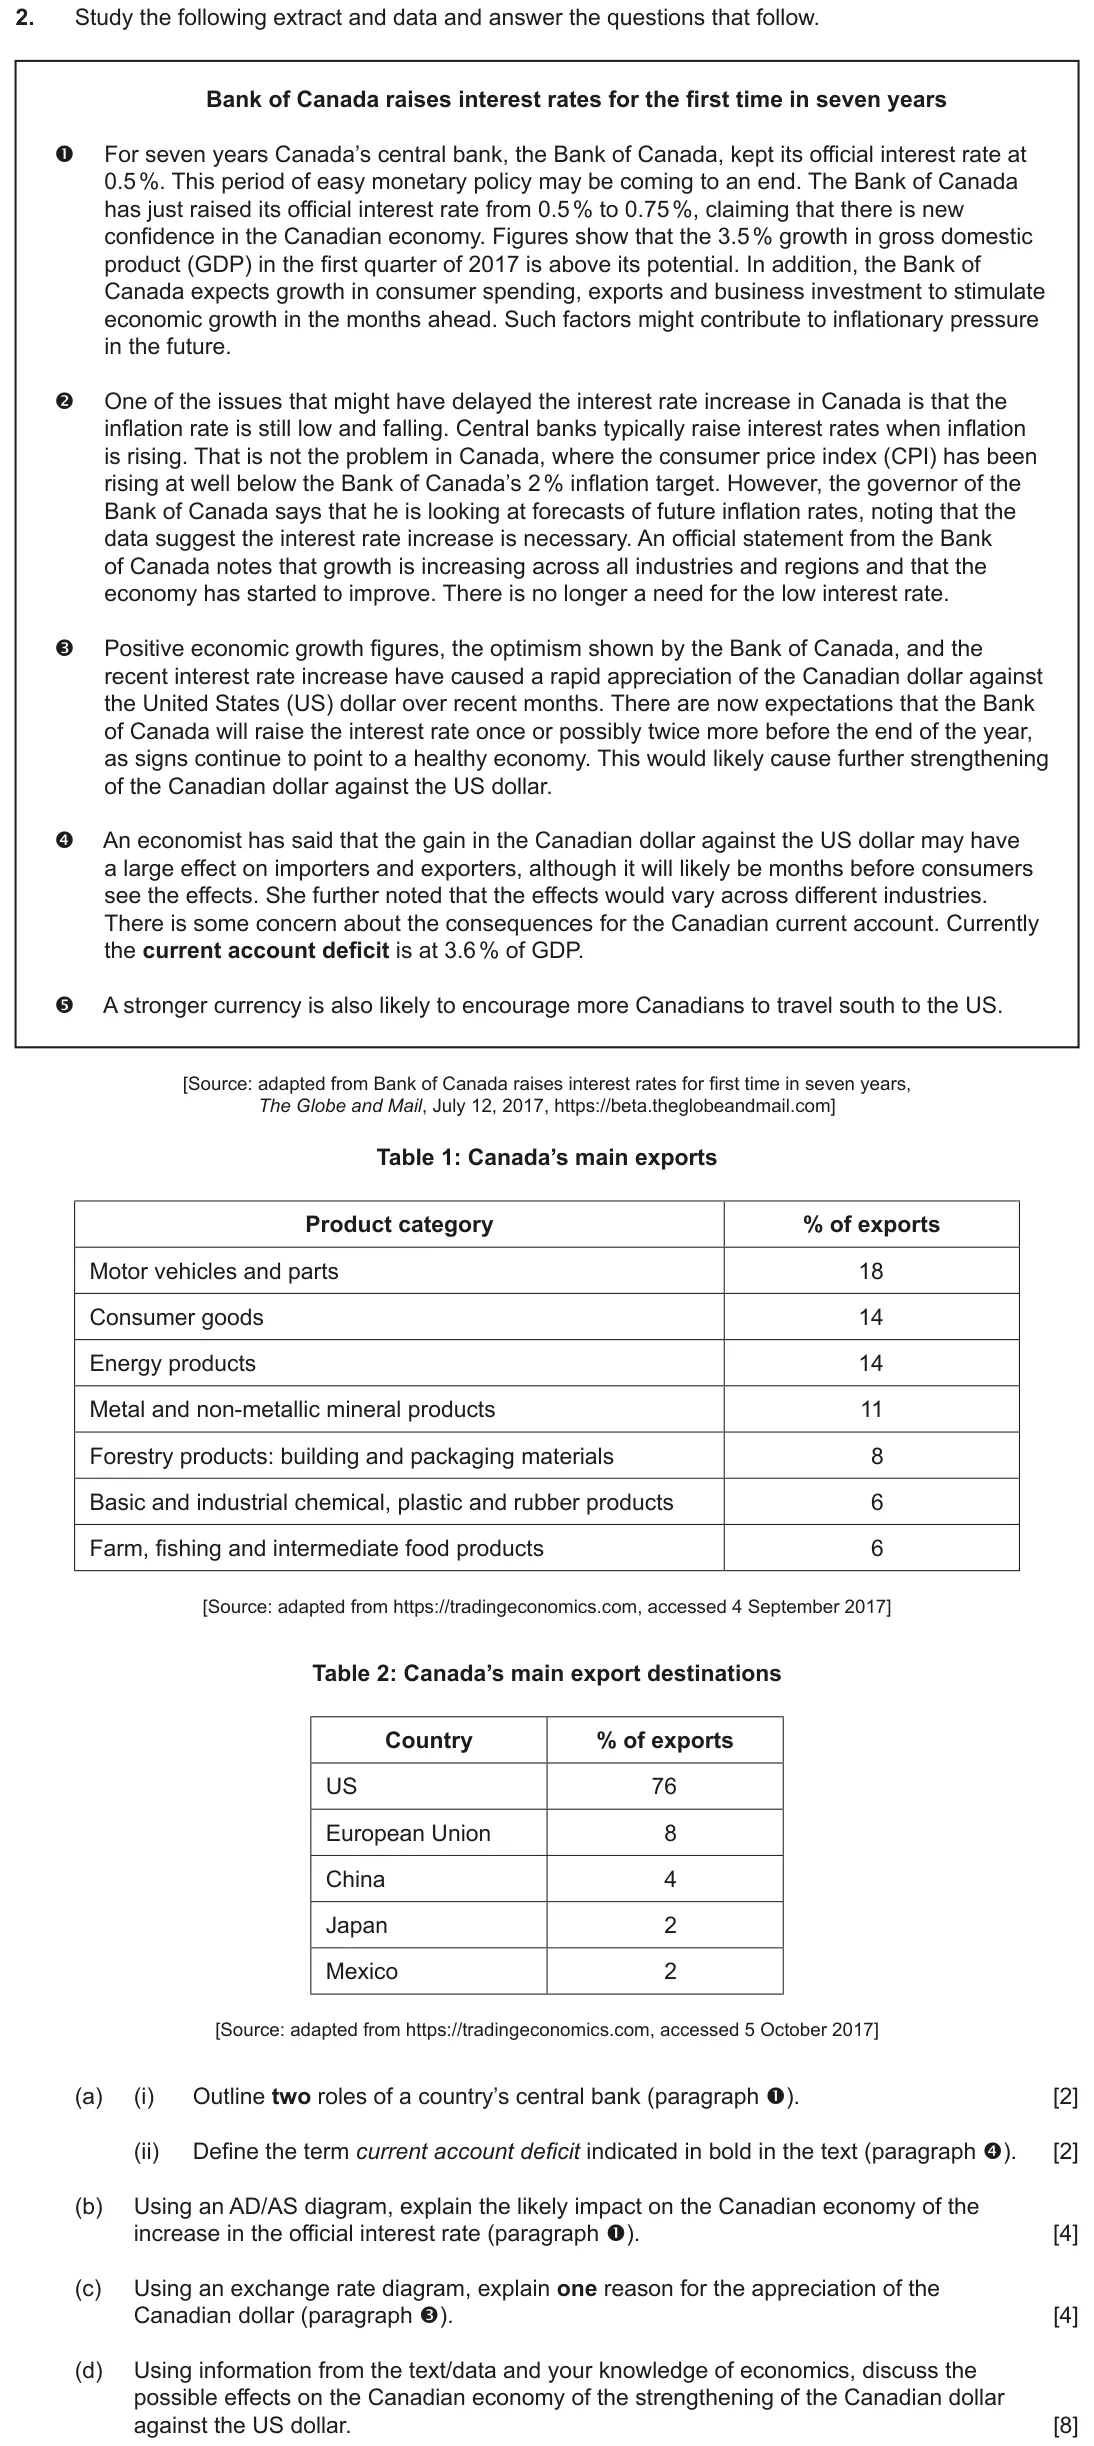 2. Study the following extract and data and answer the questions that follow.
Bank of Canada raises interest rates for the first time in seven years
❶ For seven years Canada’s central bank, the Bank of Canada, kept its official interest rate at
0.5 %. This period of easy monetary policy may be coming to an end. The Bank of Canada
has just raised its official interest rate from 0.5 % to 0.75 %, claiming that there is new
confidence in the Canadian economy. Figures show that the 3.5 % growth in gross domestic
product (GDP) in the first quarter of 2017 is above its potential. In addition, the Bank of
Canada expects growth in consumer spending, exports and business investment to stimulate
economic growth in the months ahead. Such factors might contribute to inflationary pressure
in the future.
❷ One of the issues that might have delayed the interest rate increase in Canada is that the
inflation rate is still low and falling. Central banks typically raise interest rates when inflation
is rising. That is not the problem in Canada, where the consumer price index (CPI) has been
rising at well below the Bank of Canada’s 2 % inflation target. However, the governor of the
Bank of Canada says that he is looking at forecasts of future inflation rates, noting that the
data suggest the interest rate increase is necessary. An official statement from the Bank
of Canada notes that growth is increasing across all industries and regions and that the
economy has started to improve. There is no longer a need for the low interest rate.
❸ Positive economic growth figures, the optimism shown by the Bank of Canada, and the
recent interest rate increase have caused a rapid appreciation of the Canadian dollar against
the United States (US) dollar over recent months. There are now expectations that the Bank
of Canada will raise the interest rate once or possibly twice more before the end of the year,
as signs continue to point to a healthy economy. This would likely cause further strengthening
of the Canadian dollar against the US dollar.
❹ An economist has said that the gain in the Canadian dollar against the US dollar may have
a large effect on importers and exporters, although it will likely be months before consumers
see the effects. She further noted that the effects would vary across different industries.
There is some concern about the consequences for the Canadian current account. Currently
the current account deficit is at 3.6 % of GDP.
❺ A stronger currency is also likely to encourage more Canadians to travel south to the US.
[Source: adapted from Bank of Canada raises interest rates for first time in seven years,
The Globe and Mail, July 12, 2017, https://beta.theglobeandmail.com]
Table 1: Canada’s main exports
Product category % of exports
Motor vehicles and parts 18
Consumer goods 14
Energy products 14
Metal and non-metallic mineral products 11
Forestry products: building and packaging materials 8
Basic and industrial chemical, plastic and rubber products 6
Farm, fishing and intermediate food products 6
[Source: adapted from https://tradingeconomics.com, accessed 4 September 2017]
Table 2: Canada’s main export destinations
Country % of exports
US 76
European Union 8
China 4
Japan 2
Mexico 2
[Source: adapted from https://tradingeconomics.com, accessed 5 October 2017]
(a) (i) Outline two roles of a country’s central bank (paragraph ❶). [2]
(ii) Define the term current account deficit indicated in bold in the text (paragraph ❹). [2]
(b) Using an AD/AS diagram, explain the likely impact on the Canadian economy of the
increase in the official interest rate (paragraph ❶). [4]
(c) Using an exchange rate diagram, explain one reason for the appreciation of the
Canadian dollar (paragraph ❸). [4]
(d) Using information from the text/data and your knowledge of economics, discuss the
possible effects on the Canadian economy of the strengthening of the Canadian dollar
against the US dollar. [8]